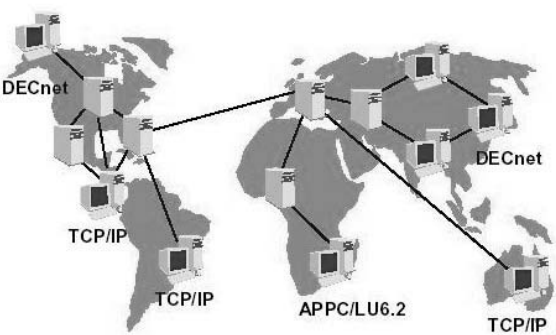 DECnet
DECnet
TCP/IP
TCP/IP
APPC/LU6.2
TCP/IP